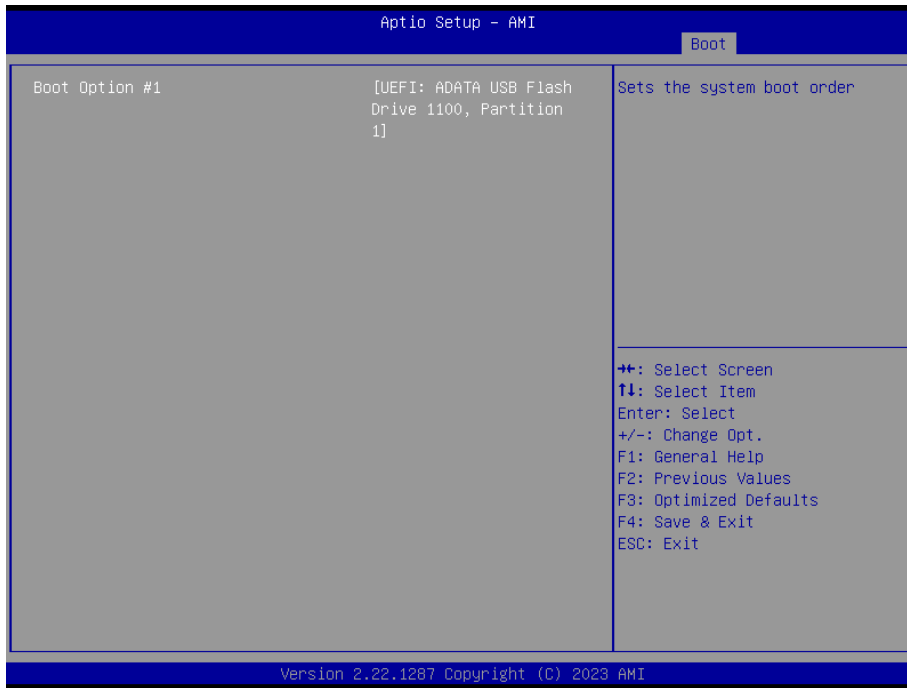 Aptio Setup – AMI
Boot
Boot Option #1
[UEFI: ADATA USB Flash
Drive 1100, Partition
1]
Sets the system boot order
→←: Select Screen
↑↓: Select Item
Enter: Select
+/-: Change Opt.
F1: General Help
F2: Previous Values
F3: Optimized Defaults
F4: Save & Exit
ESC: Exit
Version 2.22.1287 Copyright (C) 2023 AMI